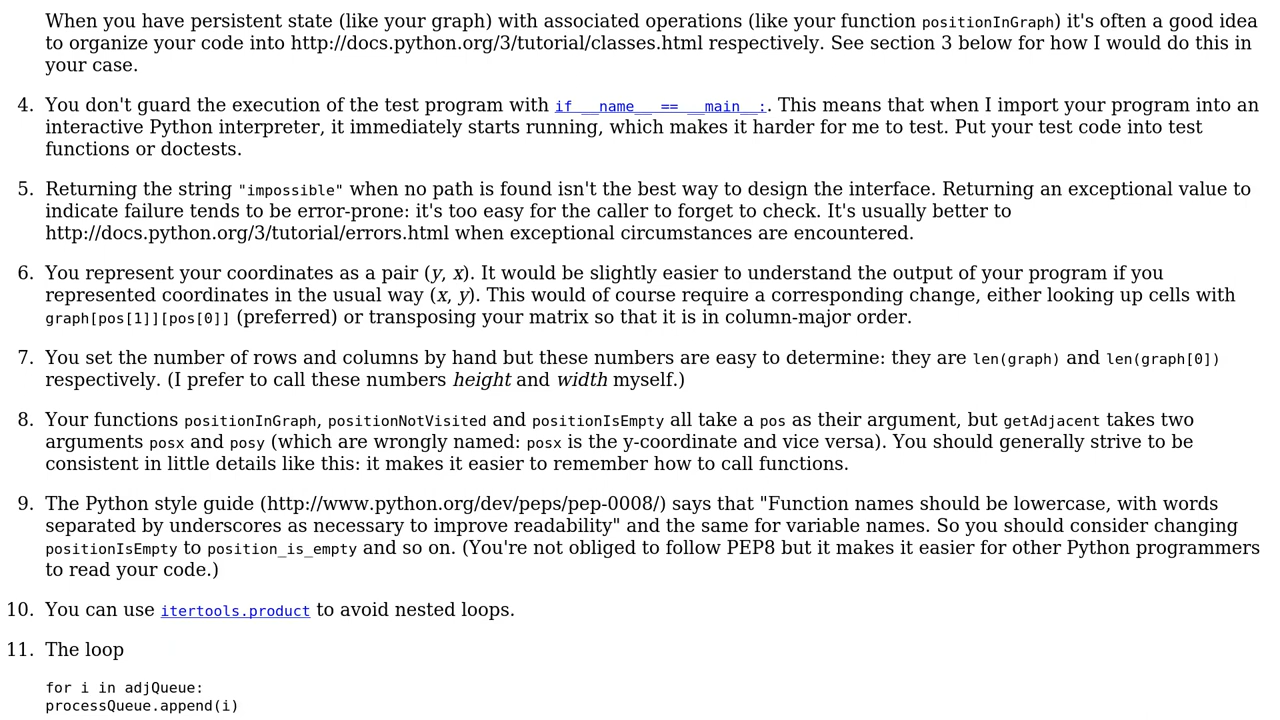 When you have persistent state (like your graph) with associated operations (like your function positionInGraph) it's often a good idea
to organize your code into http://docs.python.org/3/tutorial/classes.html respectively. See section 3 below for how I would do this in
your case.
4. You don't guard the execution of the test program with if __name__ == __main__:. This means that when I import your program into an
interactive Python interpreter, it immediately starts running, which makes it harder for me to test. Put your test code into test
functions or doctests.
5. Returning the string "impossible" when no path is found isn't the best way to design the interface. Returning an exceptional value to
indicate failure tends to be error-prone: it's too easy for the caller to forget to check. It's usually better to
http://docs.python.org/3/tutorial/errors.html when exceptional circumstances are encountered.
6. You represent your coordinates as a pair (y, x). It would be slightly easier to understand the output of your program if you
represented coordinates in the usual way (x, y). This would of course require a corresponding change, either looking up cells with
graph[pos[1]][pos[0]] (preferred) or transposing your matrix so that it is in column-major order.
7. You set the number of rows and columns by hand but these numbers are easy to determine: they are len(graph) and len(graph[0])
respectively. (I prefer to call these numbers height and width myself.)
8. Your functions positionInGraph, positionNotVisited and positionIsEmpty all take a pos as their argument, but getAdjacent takes two
arguments posx and posy (which are wrongly named: posx is the y-coordinate and vice versa). You should generally strive to be
consistent in little details like this: it makes it easier to remember how to call functions.
9. The Python style guide (http://www.python.org/dev/peps/pep-0008/) says that "Function names should be lowercase, with words
separated by underscores as necessary to improve readability" and the same for variable names. So you should consider changing
positionIsEmpty to position_is_empty and so on. (You're not obliged to follow PEP8 but it makes it easier for other Python programmers
to read your code.)
10. You can use itertools.product to avoid nested loops.
11. The loop
for i in adjQueue:
processQueue.append(i)